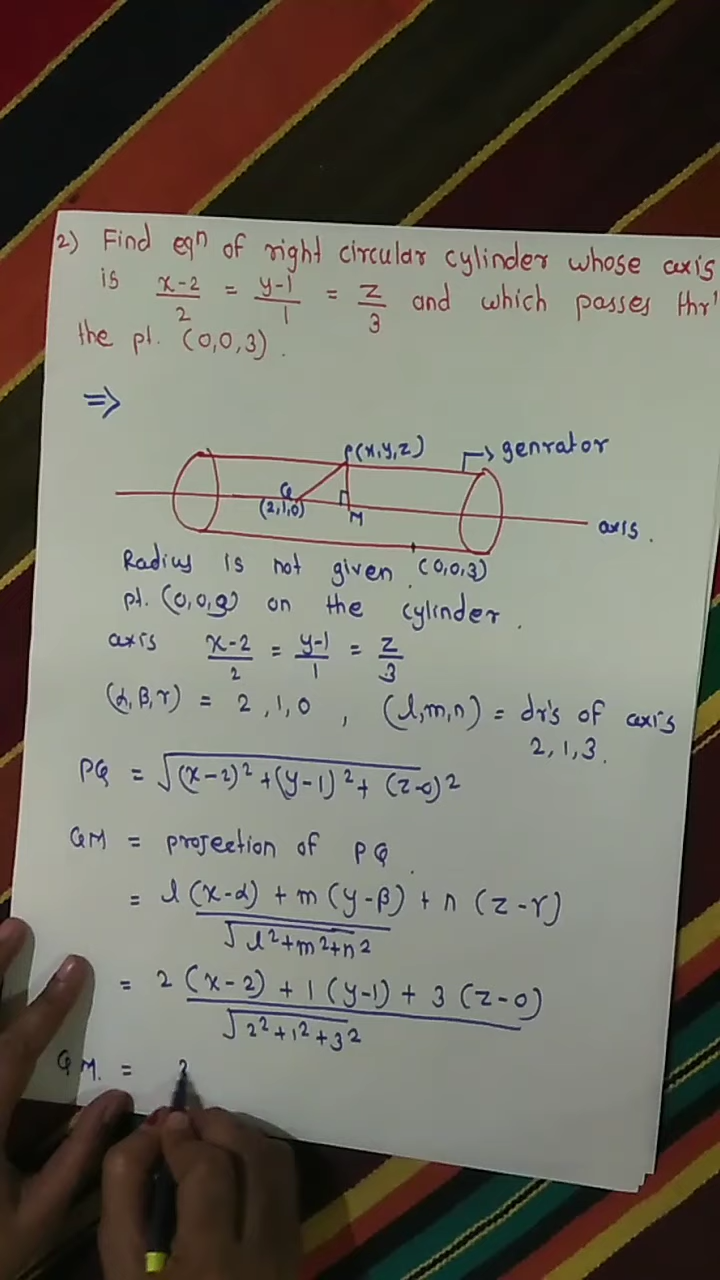 2) Find eqn of right circular cylinder whose axis
is x-2/2 = y-1/1 = z/3 and which passes thr'
the pt. (0,0,3).
⇒
P(x,y,z) → genrator
Q
(2,1,0) M axis.
Radius is not given. (0,0,3)
pt. (0,0,3) on the cylinder.
axis x-2/2 = y-1/1 = z/3
(α,β,γ) = 2,1,0 , (l,m,n) = dr's of axis
2,1,3.
PQ = √(x-2)²+(y-1)²+(z-0)²
QM = projection of PQ.
= l(x-α) + m(y-β) + n(z-γ) / √l²+m²+n²
= 2(x-2) + 1(y-1) + 3(z-0) / √2²+1²+3²
QM. =